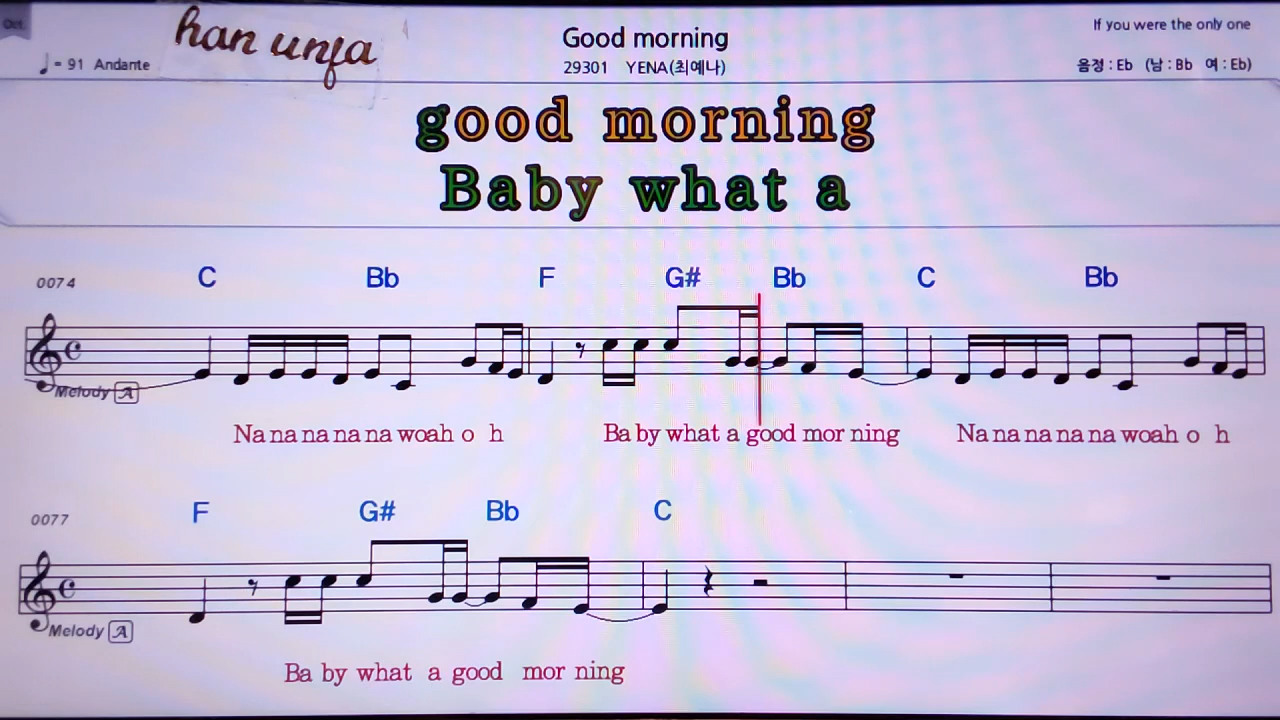 Oct.
han unfa
Good morning
If you were the only one
♩ = 91 Andante
29301 YENA(최예나)
음정 : Eb (남 : Bb 여 : Eb)
good morning
Baby what a
0074 C Bb F G# Bb C Bb
Melody A
Na na na na na woah o h Ba by what a good mor ning Na na na na na woah o h
0077 F G# Bb C
Melody A
Ba by what a good mor ning